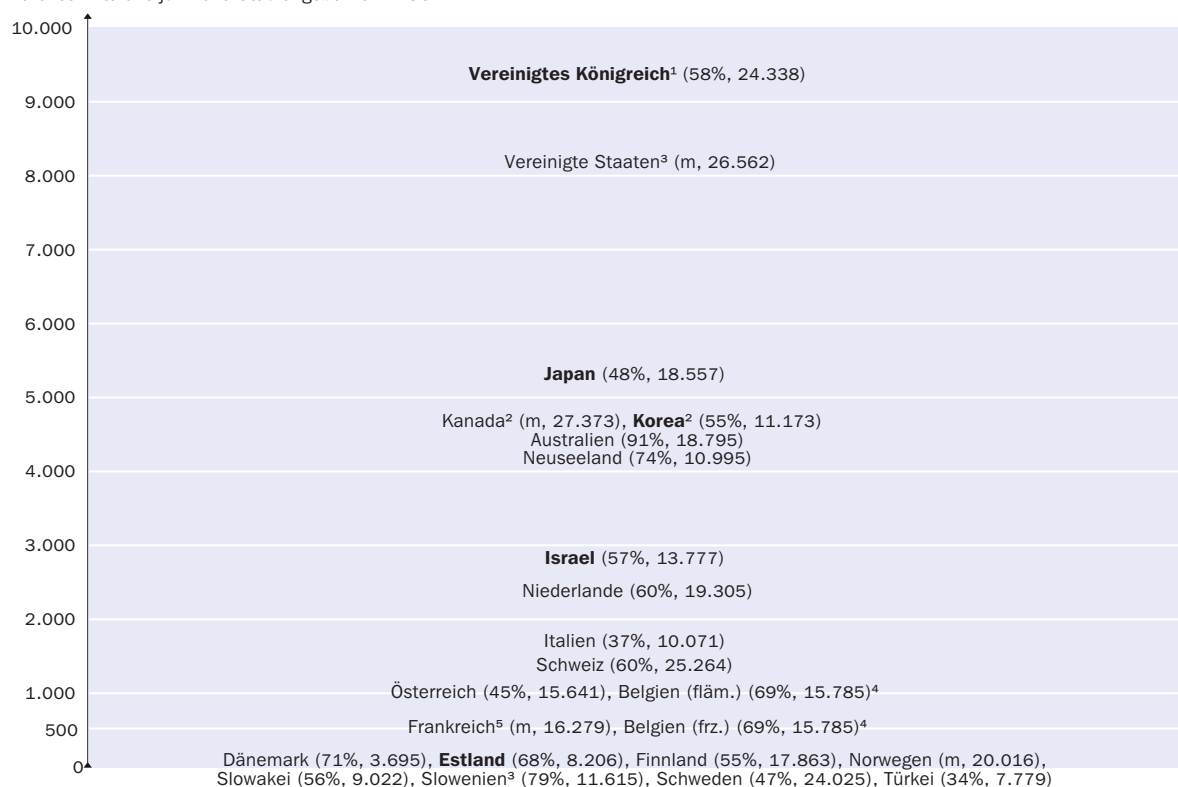 10.000
Vereinigtes Königreich¹ (58%, 24.338)
9.000
Vereinigte Staaten³ (m, 26.562)
8.000
7.000
6.000
Japan (48%, 18.557)
5.000
Kanada² (m, 27.373), Korea² (55%, 11.173)
Australien (91%, 18.795)
Neuseeland (74%, 10.995)
4.000
3.000
Israel (57%, 13.777)
Niederlande (60%, 19.305)
2.000
Italien (37%, 10.071)
Schweiz (60%, 25.264)
1.000
Österreich (45%, 15.641), Belgien (fläm.) (69%, 15.785)⁴
500
Frankreich⁵ (m, 16.279), Belgien (frz.) (69%, 15.785)⁴
Dänemark (71%, 3.695), Estland (68%, 8.206), Finnland (55%, 17.863), Norwegen (m, 20.016),
0
Slowakei (56%, 9.022), Slowenien³ (79%, 11.615), Schweden (47%, 24.025), Türkei (34%, 7.779)